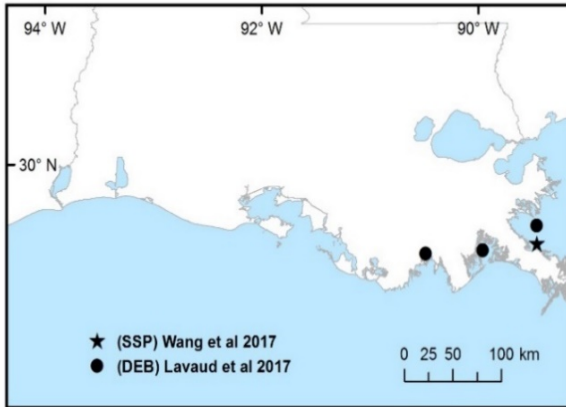 94° W 92° W 90° W
30° N
(SSP) Wang et al 2017
(DEB) Lavaud et al 2017
0 25 50 100 km